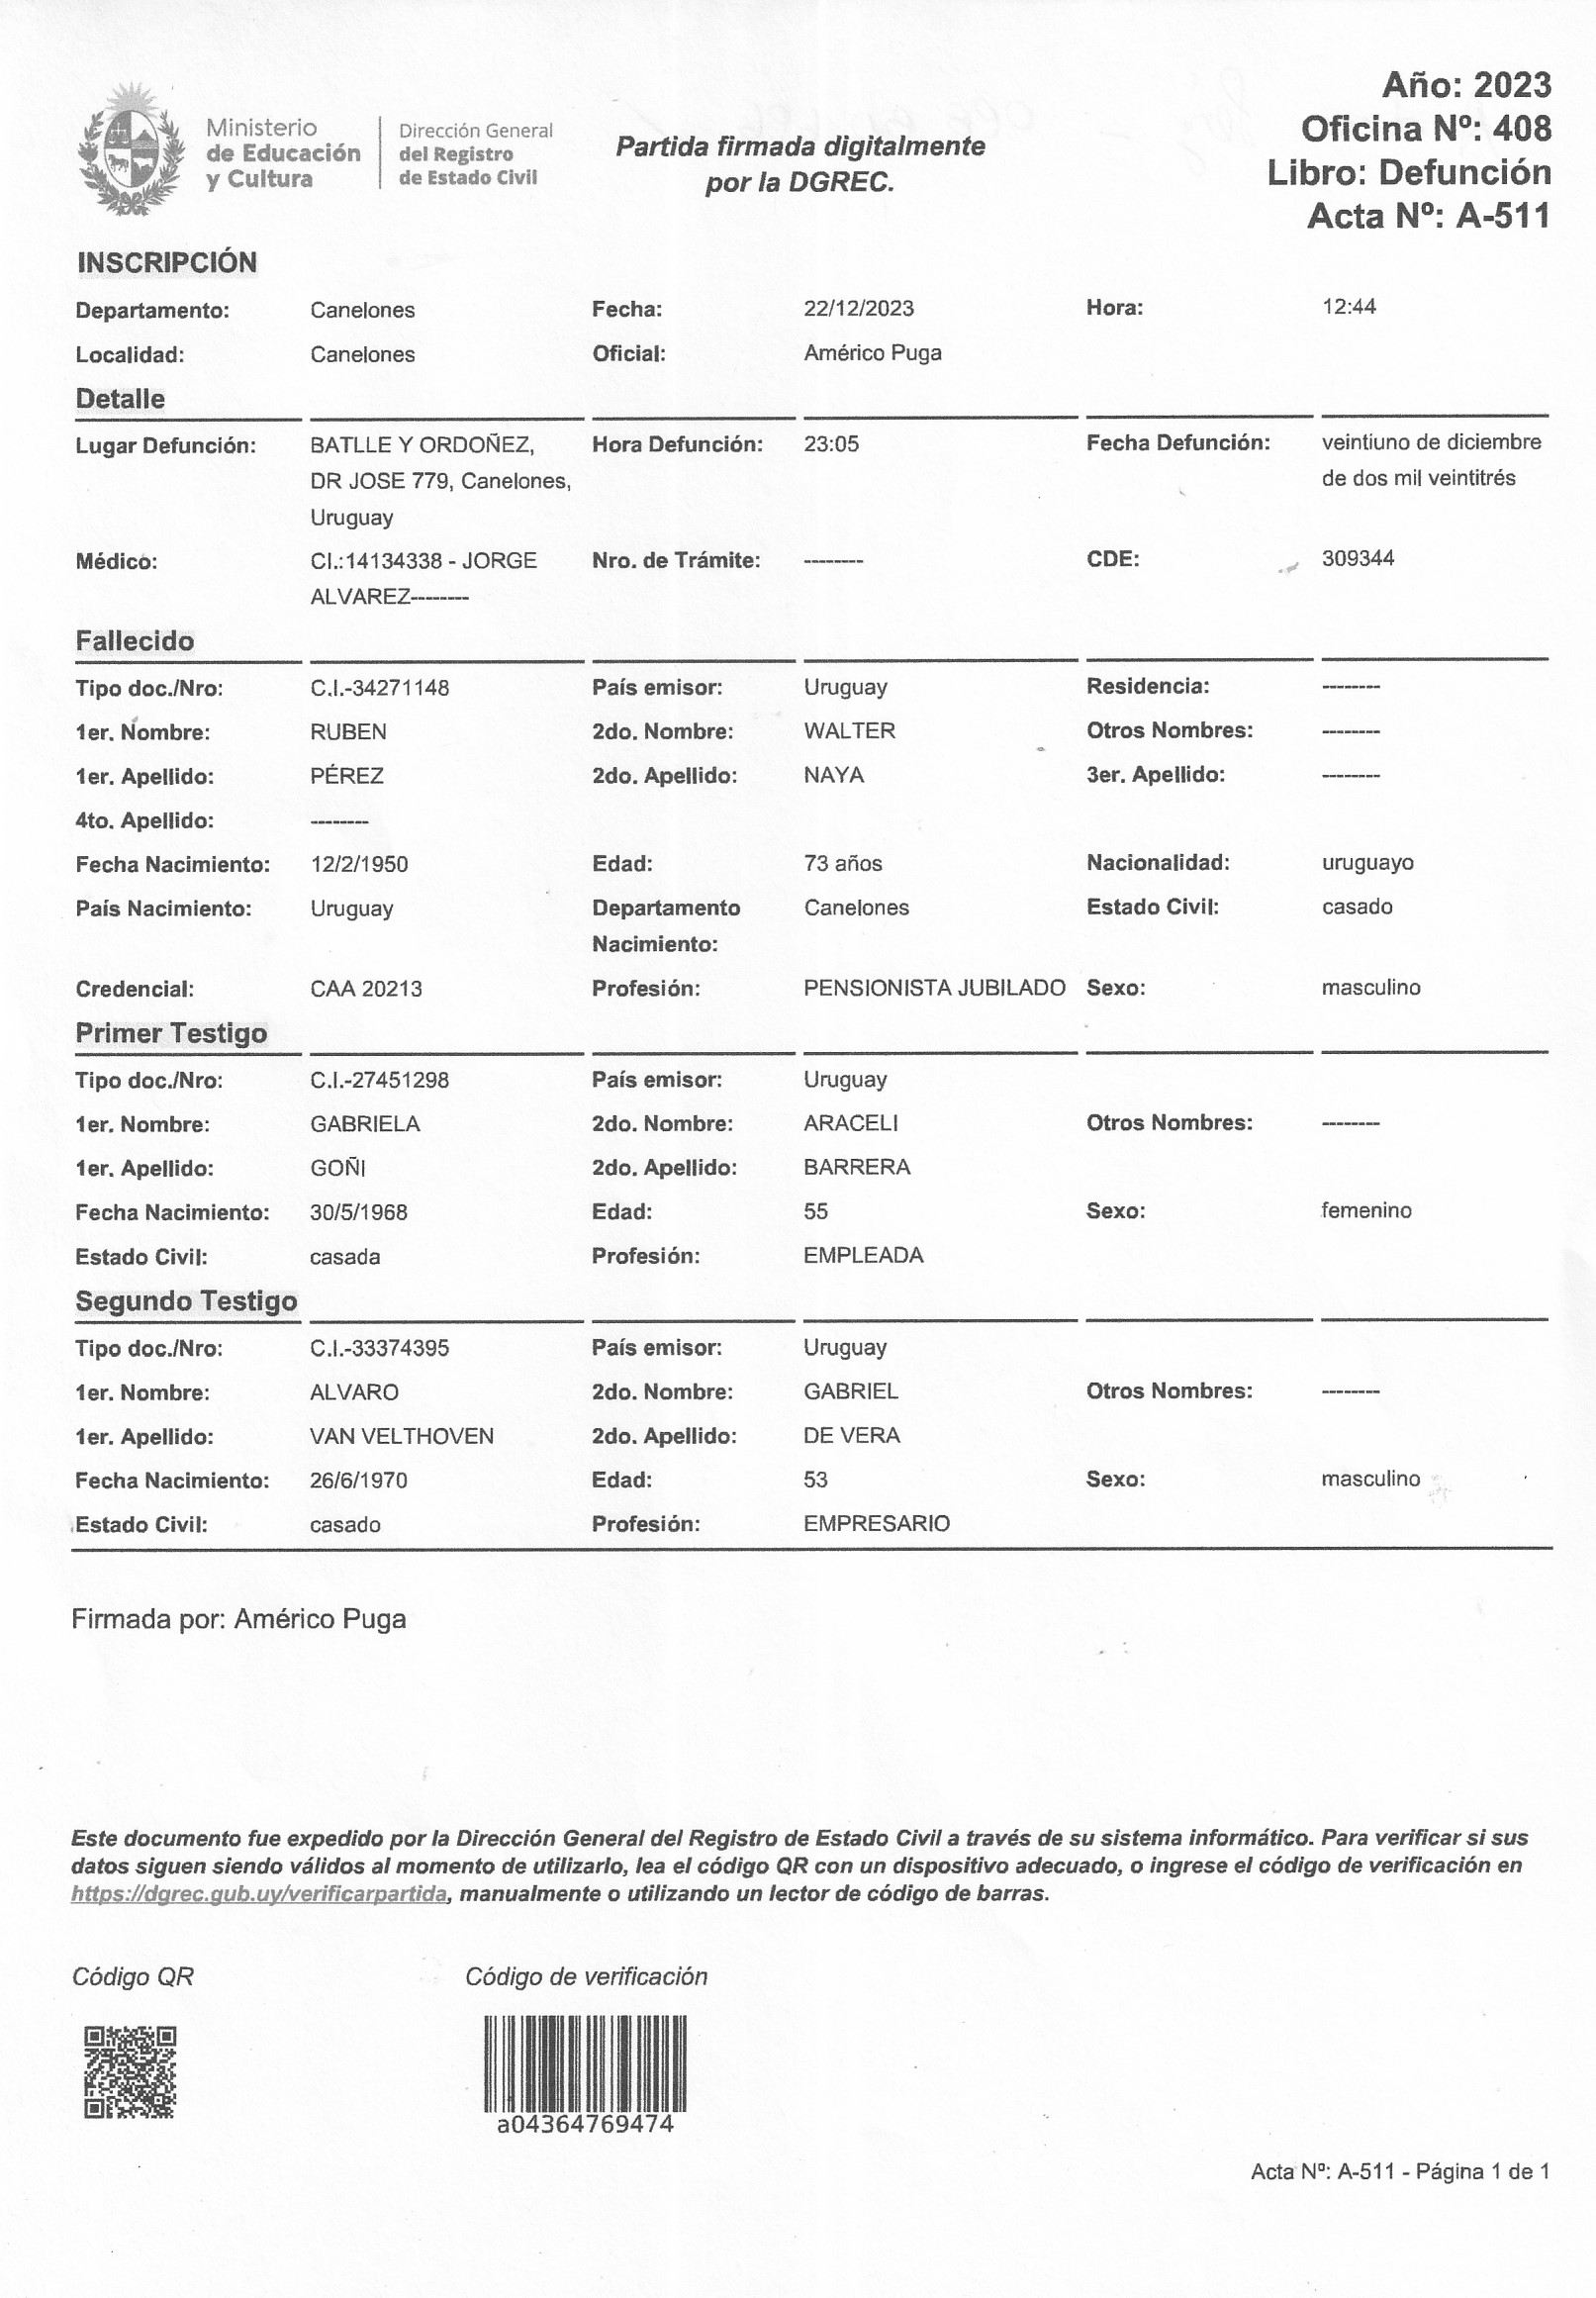 Ministerio
de Educación
y Cultura
Dirección General
del Registro
de Estado Civil
Partida firmada digitalmente
por la DGREC.
Año: 2023
Oficina Nº: 408
Libro: Defunción
Acta Nº: A-511
INSCRIPCIÓN
Departamento: Canelones Fecha: 22/12/2023 Hora: 12:44
Localidad: Canelones Oficial: Américo Puga
Detalle
Lugar Defunción: BATLLE Y ORDOÑEZ, Hora Defunción: 23:05 Fecha Defunción: veintiuno de diciembre
DR JOSE 779, Canelones, de dos mil veintitrés
Uruguay
Médico: CI.:14134338 - JORGE Nro. de Trámite: -------- CDE: 309344
ALVAREZ--------
Fallecido
Tipo doc./Nro: C.I.-34271148 País emisor: Uruguay Residencia: --------
1er. Nombre: RUBEN 2do. Nombre: WALTER Otros Nombres: --------
1er. Apellido: PÉREZ 2do. Apellido: NAYA 3er. Apellido: --------
4to. Apellido: --------
Fecha Nacimiento: 12/2/1950 Edad: 73 años Nacionalidad: uruguayo
País Nacimiento: Uruguay Departamento Canelones Estado Civil: casado
Nacimiento:
Credencial: CAA 20213 Profesión: PENSIONISTA JUBILADO Sexo: masculino
Primer Testigo
Tipo doc./Nro: C.I.-27451298 País emisor: Uruguay
1er. Nombre: GABRIELA 2do. Nombre: ARACELI Otros Nombres: --------
1er. Apellido: GOÑI 2do. Apellido: BARRERA
Fecha Nacimiento: 30/5/1968 Edad: 55 Sexo: femenino
Estado Civil: casada Profesión: EMPLEADA
Segundo Testigo
Tipo doc./Nro: C.I.-33374395 País emisor: Uruguay
1er. Nombre: ALVARO 2do. Nombre: GABRIEL Otros Nombres: --------
1er. Apellido: VAN VELTHOVEN 2do. Apellido: DE VERA
Fecha Nacimiento: 26/6/1970 Edad: 53 Sexo: masculino
Estado Civil: casado Profesión: EMPRESARIO
Firmada por: Américo Puga
Este documento fue expedido por la Dirección General del Registro de Estado Civil a través de su sistema informático. Para verificar si sus
datos siguen siendo válidos al momento de utilizarlo, lea el código QR con un dispositivo adecuado, o ingrese el código de verificación en
https://dgrec.gub.uy/verificarpartida, manualmente o utilizando un lector de código de barras.
Código QR Código de verificación
a04364769474
Acta Nº: A-511 - Página 1 de 1